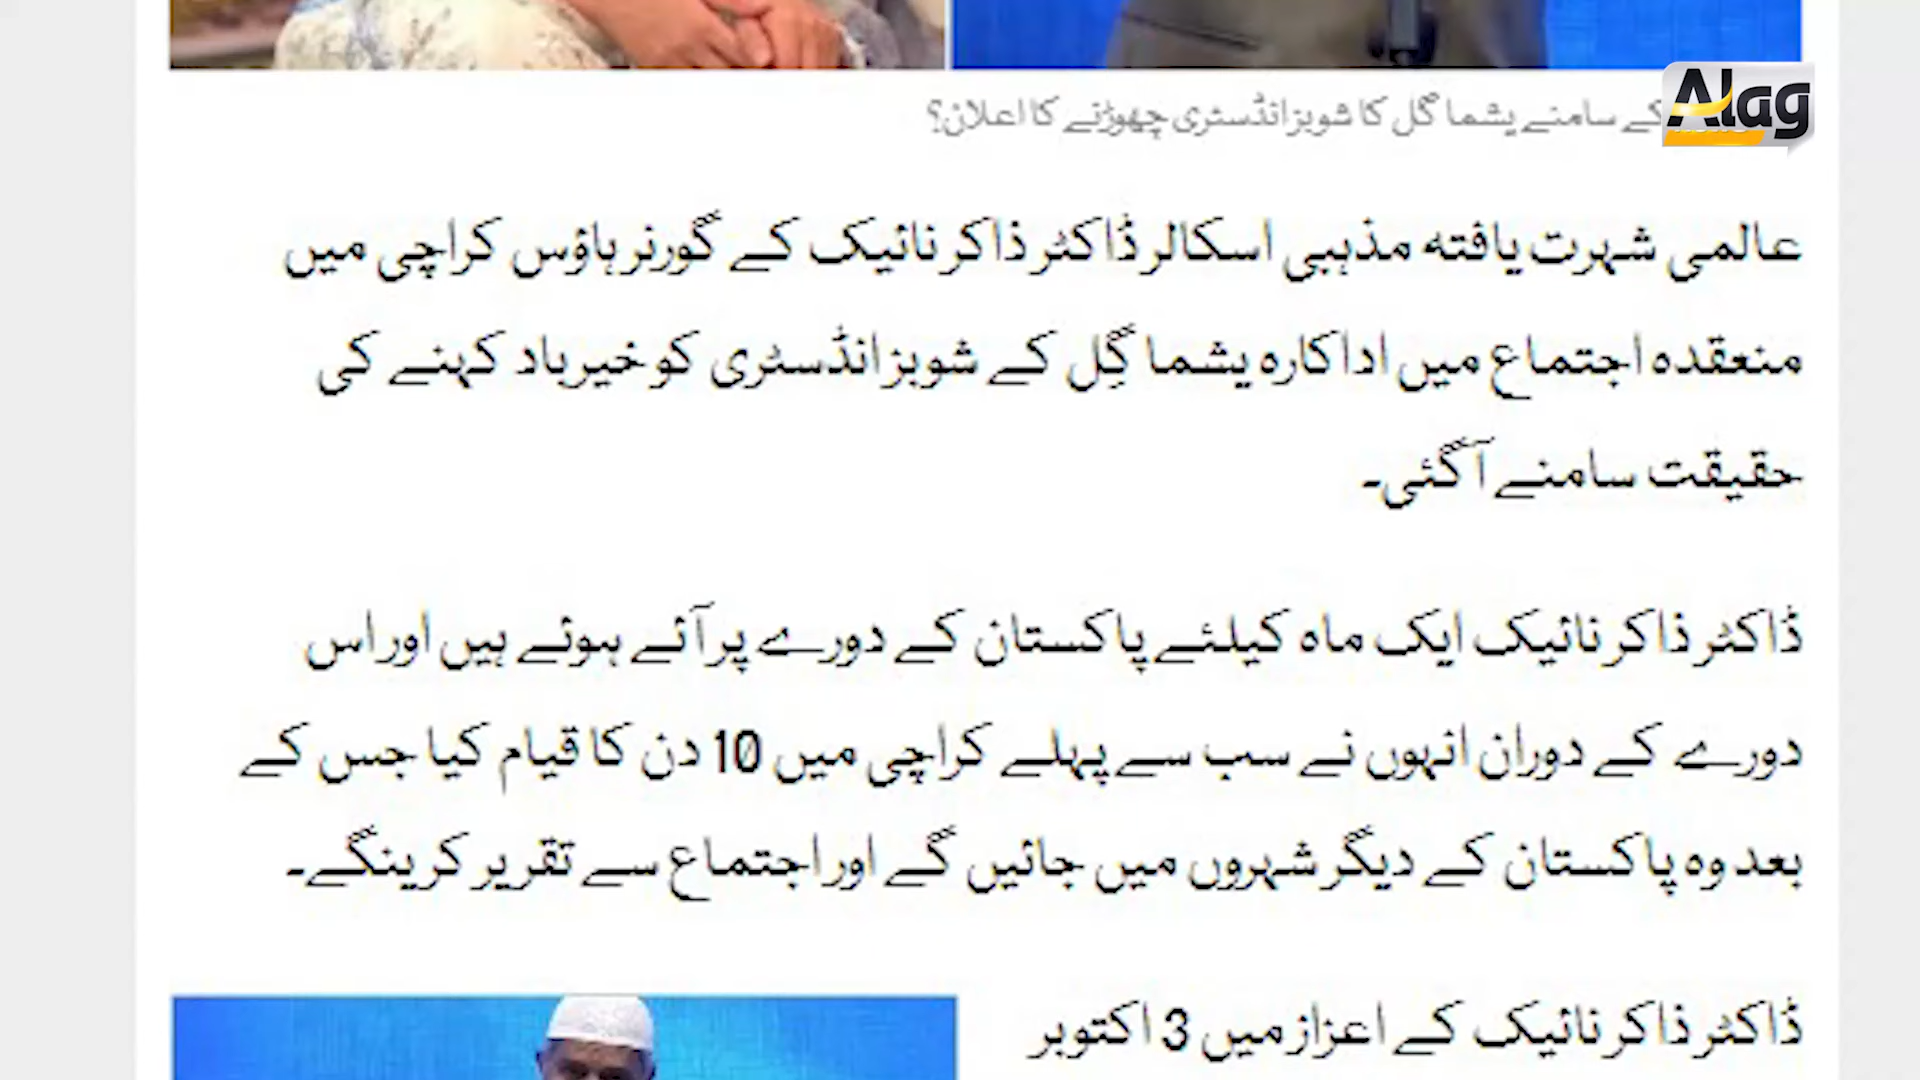 Alag
کے سامنے یشما گل کا شوبز انڈسٹری چھوڑنے کا اعلان؟
عالمی شہرت یافتہ مذہبی اسکالر ڈاکٹر ذاکر نائیک کے گورنر ہاؤس کراچی میں
منعقدہ اجتماع میں اداکارہ یشما گِل کے شوبز انڈسٹری کو خیرباد کہنے کی
حقیقت سامنے آگئی۔
ڈاکٹر ذاکر نائیک ایک ماہ کیلئے پاکستان کے دورے پر آئے ہوئے ہیں اور اس
دورے کے دوران انہوں نے سب سے پہلے کراچی میں 10 دن کا قیام کیا جس کے
بعد وہ پاکستان کے دیگر شہروں میں جائیں گے اور اجتماع سے تقریر کرینگے۔
ڈاکٹر ذاکر نائیک کے اعزاز میں 3 اکتوبر